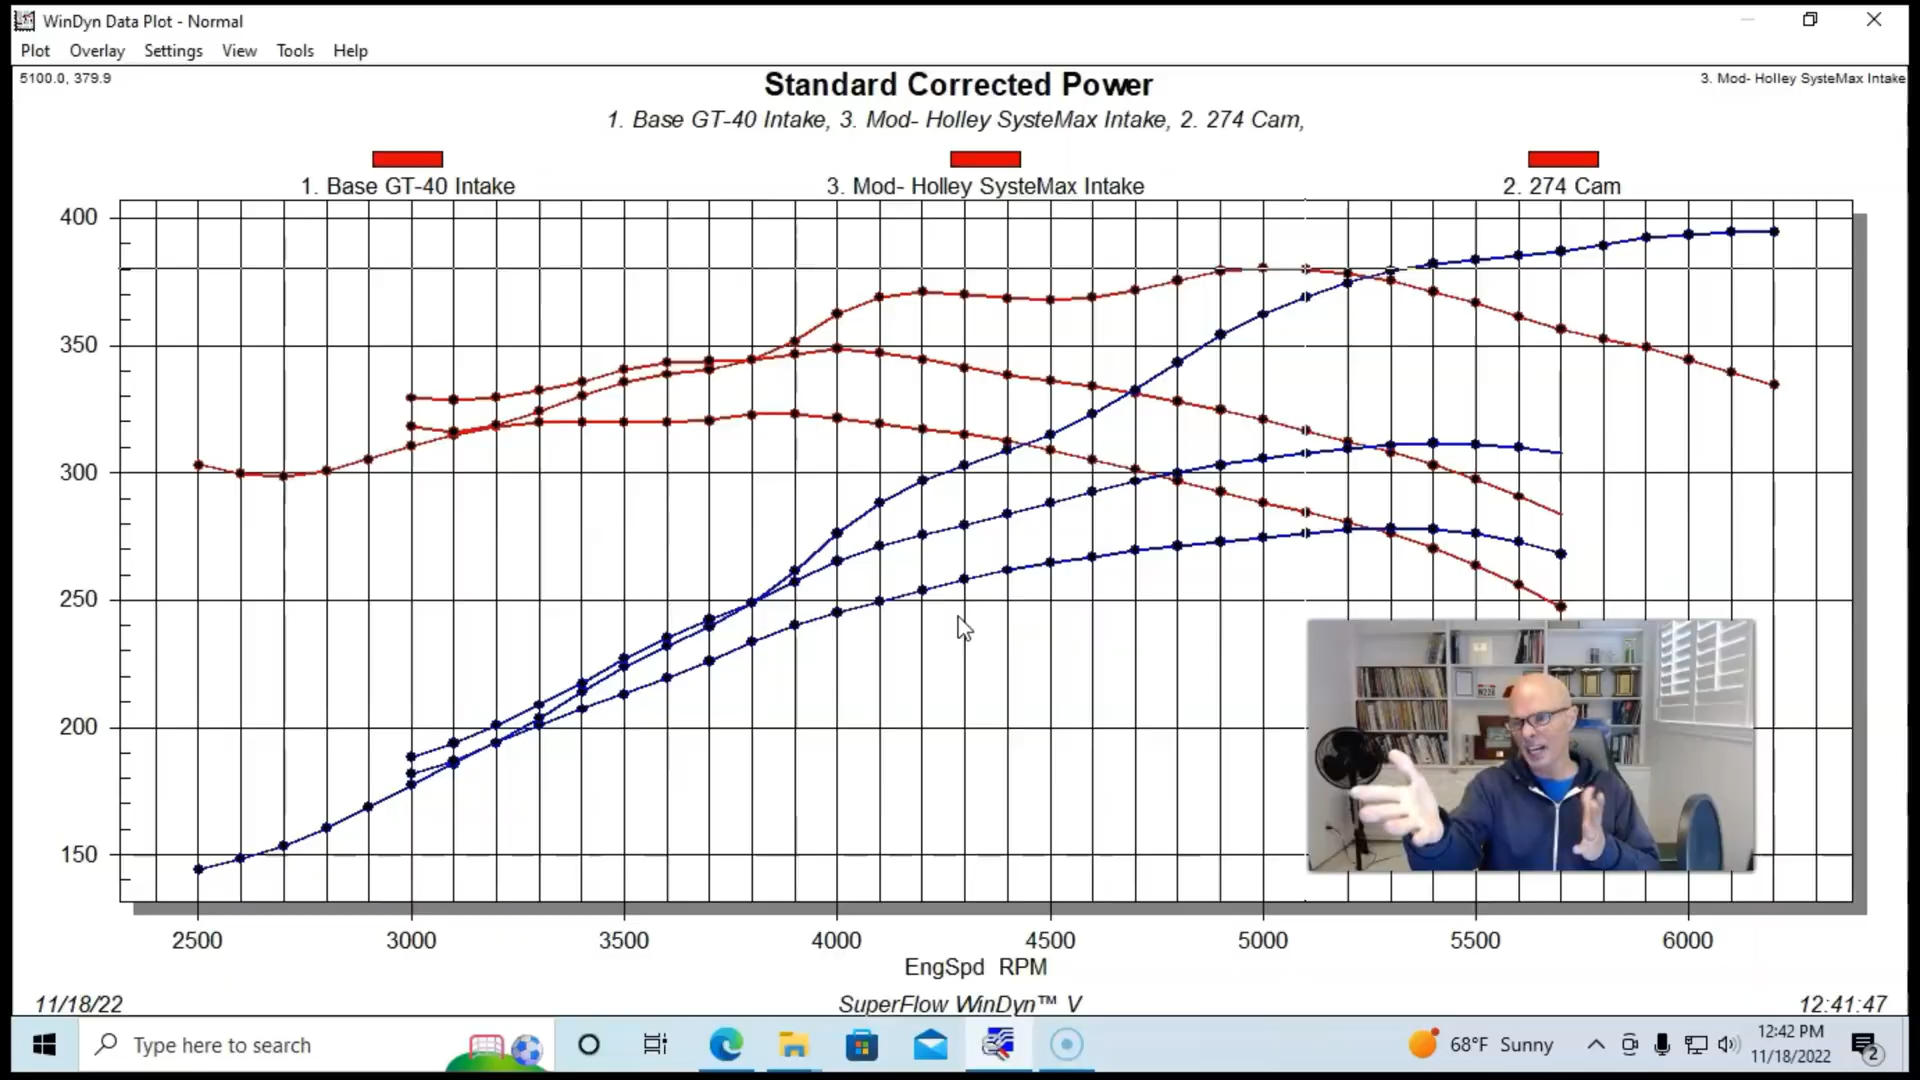 WinDyn Data Plot - Normal
Plot Overlay Settings View Tools Help
5100.0, 379.9
3. Mod- Holley SysteMax Intake
Standard Corrected Power
1. Base GT-40 Intake, 3. Mod- Holley SysteMax Intake, 2. 274 Cam,
1. Base GT-40 Intake
3. Mod- Holley SysteMax Intake
2. 274 Cam
400
350
300
250
200
150
2500 3000 3500 4000 4500 5000 5500 6000
EngSpd RPM
11/18/22
SuperFlow WinDyn™ V
12:41:47
Type here to search
68°F Sunny
12:42 PM
11/18/2022
2